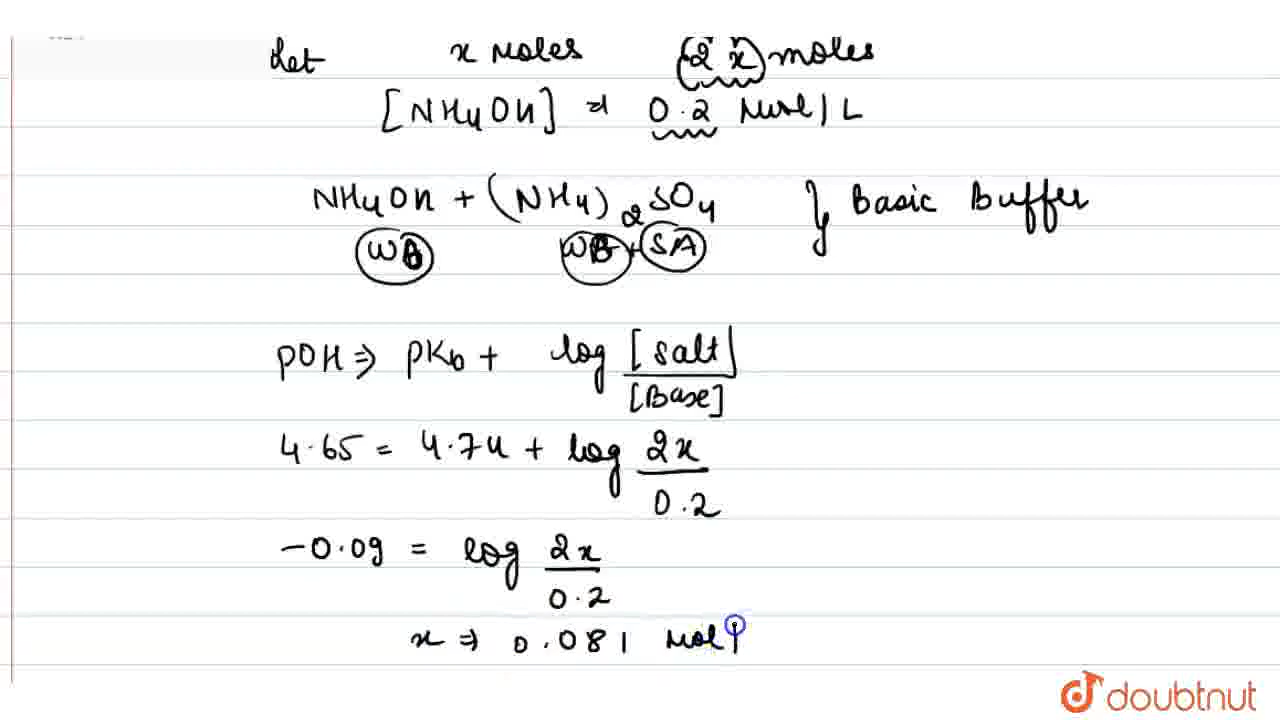 Let x moles (2x) moles
[NH4OH] ⇒ 0.2 mol/L
NH4OH + (NH4)2SO4 } Basic Buffer
WB WB + SA
POH ⇒ PKb + log [salt]/[Base]
4.65 = 4.74 + log 2x/0.2
-0.09 = log 2x/0.2
x ⇒ 0.081 mol/
doubtnut